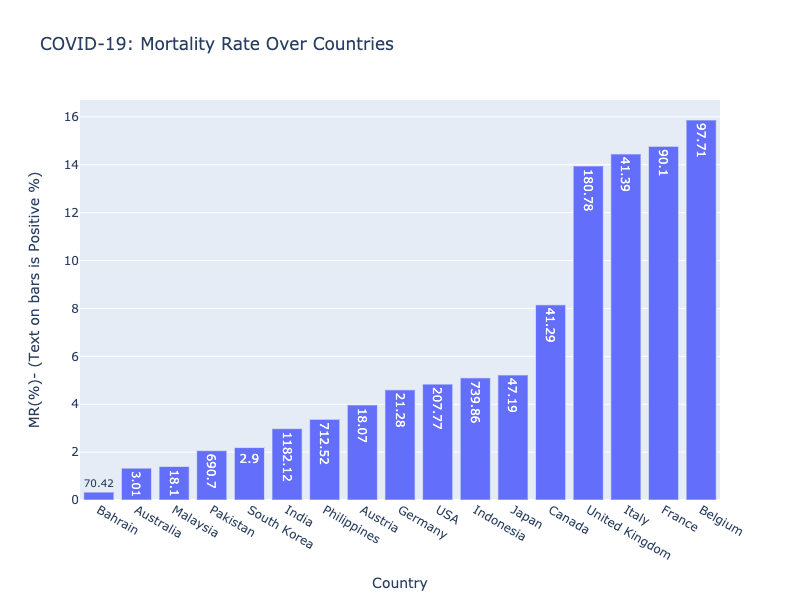 COVID-19: Mortality Rate Over Countries
MR(%)- (Text on bars is Positive %)
16
14
12
10
8
6
4
2
0
70.42
3.01
18.1
690.7
2.9
1182.12
712.52
18.07
21.28
207.77
739.86
47.19
41.29
180.78
41.39
90.1
97.71
Bahrain
Australia
Malaysia
Pakistan
South Korea
India
Philippines
Austria
Germany
USA
Indonesia
Japan
Canada
United Kingdom
Italy
France
Belgium
Country